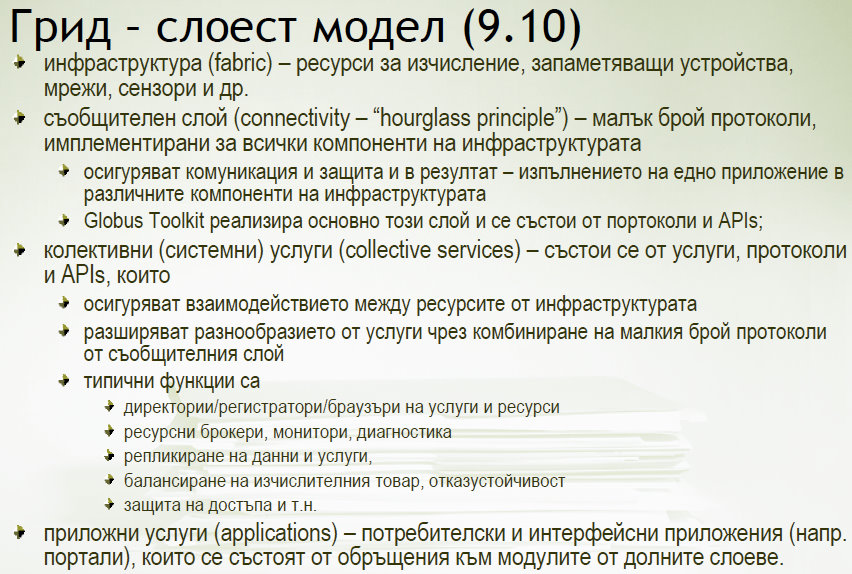 Грид – слоест модел (9.10)
инфраструктура (fabric) – ресурси за изчисление, запаметяващи устройства,
мрежи, сензори и др.
съобщителен слой (connectivity – “hourglass principle”) – малък брой протоколи,
имплементирани за всички компоненти на инфраструктурата
осигуряват комуникация и защита и в резултат – изпълнението на едно приложение в
различните компоненти на инфраструктурата
Globus Toolkit реализира основно този слой и се състои от портоколи и APIs;
колективни (системни) услуги (collective services) – състои се от услуги, протоколи
и APIs, които
осигуряват взаимодействието между ресурсите от инфраструктурата
разширяват разнообразието от услуги чрез комбиниране на малкия брой протоколи
от съобщителния слой
типични функции са
директории/регистратори/браузъри на услуги и ресурси
ресурсни брокери, монитори, диагностика
репликиране на данни и услуги,
балансиране на изчислителния товар, отказустойчивост
защита на достъпа и т.н.
приложни услуги (applications) – потребителски и интерфейсни приложения (напр.
портали), които се състоят от обръщения към модулите от долните слоеве.